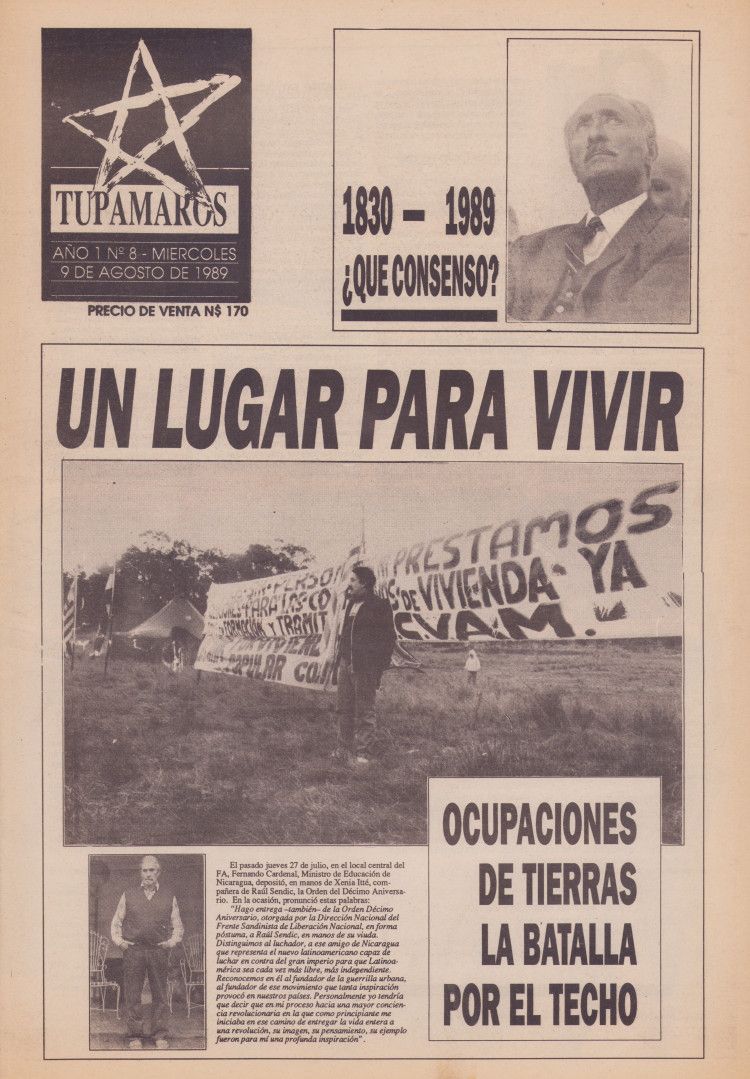 TUPAMAROS
AÑO 1 Nº 8 - MIERCOLES
9 DE AGOSTO DE 1989
PRECIO DE VENTA N$ 170
1830 - 1989
¿QUE CONSENSO?
UN LUGAR PARA VIVIR
PRESTAMOS
DE VIVIENDA YA
C.V.A.M.
PERSON
PARA LOS CO
FORMACION Y TRAMIT
POPULAR
OCUPACIONES
DE TIERRAS
LA BATALLA
POR EL TECHO
El pasado jueves 27 de julio, en el local central del
FA, Fernando Cardenal, Ministro de Educación de
Nicaragua, depositó, en manos de Xenia Itté, com-
pañera de Raúl Sendic, la Orden del Décimo Aniversa-
rio. En la ocasión, pronunció estas palabras:
"Hago entrega –también– de la Orden Décimo
Aniversario, otorgada por la Dirección Nacional del
Frente Sandinista de Liberación Nacional, en forma
póstuma, a Raúl Sendic, en manos de su viuda.
Distinguimos al luchador, a ese amigo de Nicaragua
que representa el nuevo latinoamericano capaz de
luchar en contra del gran imperio para que Latinoa-
mérica sea cada ves más libre, más independiente.
Reconocemos en él al fundador de la guerrilla urbana,
al fundador de ese movimiento que tanta inspiración
provocó en nuestros países. Personalmente yo tendría
que decir que en mi proceso hacia una mayor concien-
cia revolucionaria en la que como principiante me
iniciaba en ese camino de entregar la vida entera a
una revolución, su imagen, su pensamiento, su ejemplo
fueron para mí una profunda inspiración".